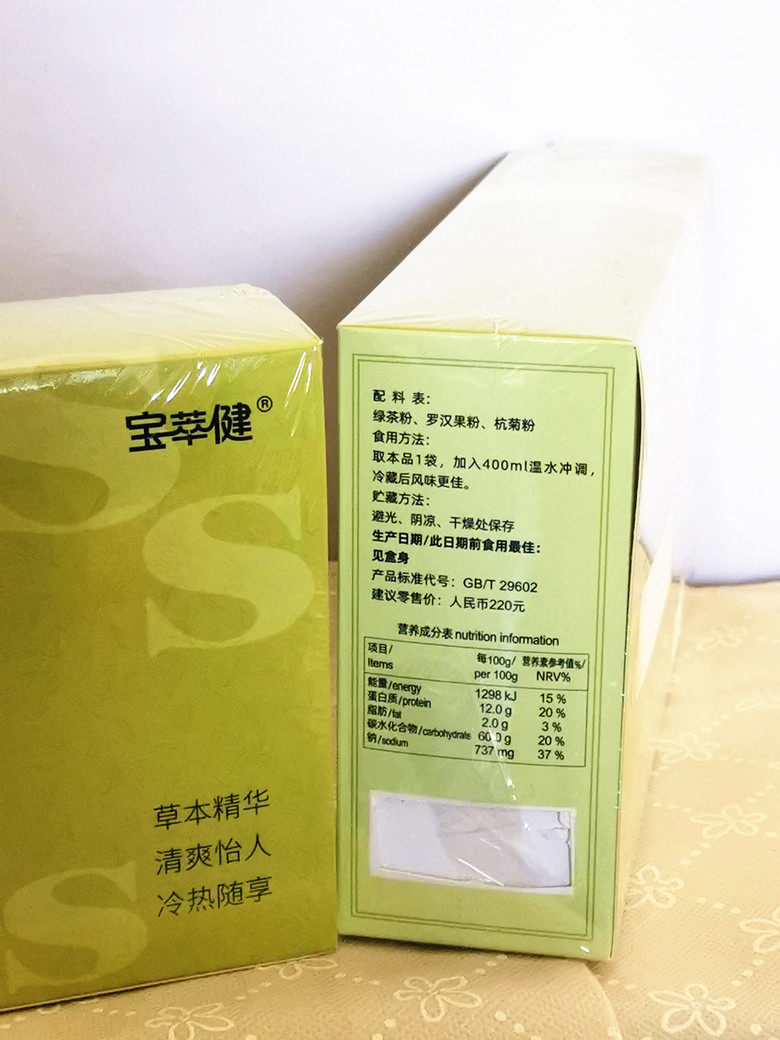 宝萃健®
S
S
S
草本精华
清爽怡人
冷热随享
配料表:
绿茶粉、罗汉果粉、杭菊粉
食用方法:
取本品1袋，加入400ml温水冲调，
冷藏后风味更佳。
贮藏方法:
避光、阴凉、干燥处保存
生产日期/此日期前食用最佳:
见盒身
产品标准代号: GB/T 29602
建议零售价: 人民币220元
营养成分表 nutrition information
项目/ 每100g/ 营养素参考值%/
Items per 100g NRV%
能量/energy 1298 kJ 15 %
蛋白质/protein 12.0 g 20 %
脂肪/fat 2.0 g 3 %
碳水化合物/carbohydrate 60.0 g 20 %
钠/sodium 737 mg 37 %